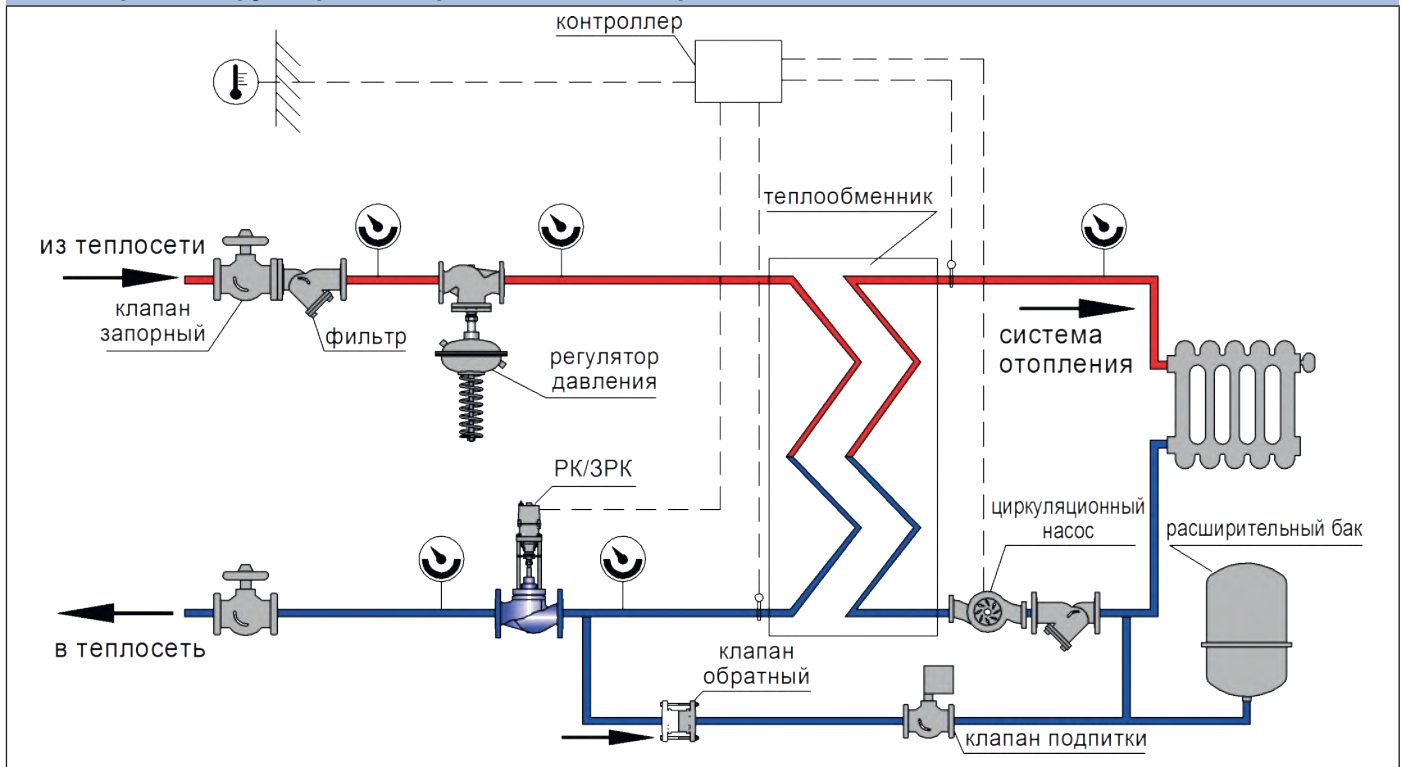 контроллер
теплообменник
из теплосети
клапан
запорный
фильтр
регулятор
давления
система
отопления
РК/ЗРК
циркуляционный
насос
расширительный бак
в теплосеть
клапан
обратный
клапан подпитки